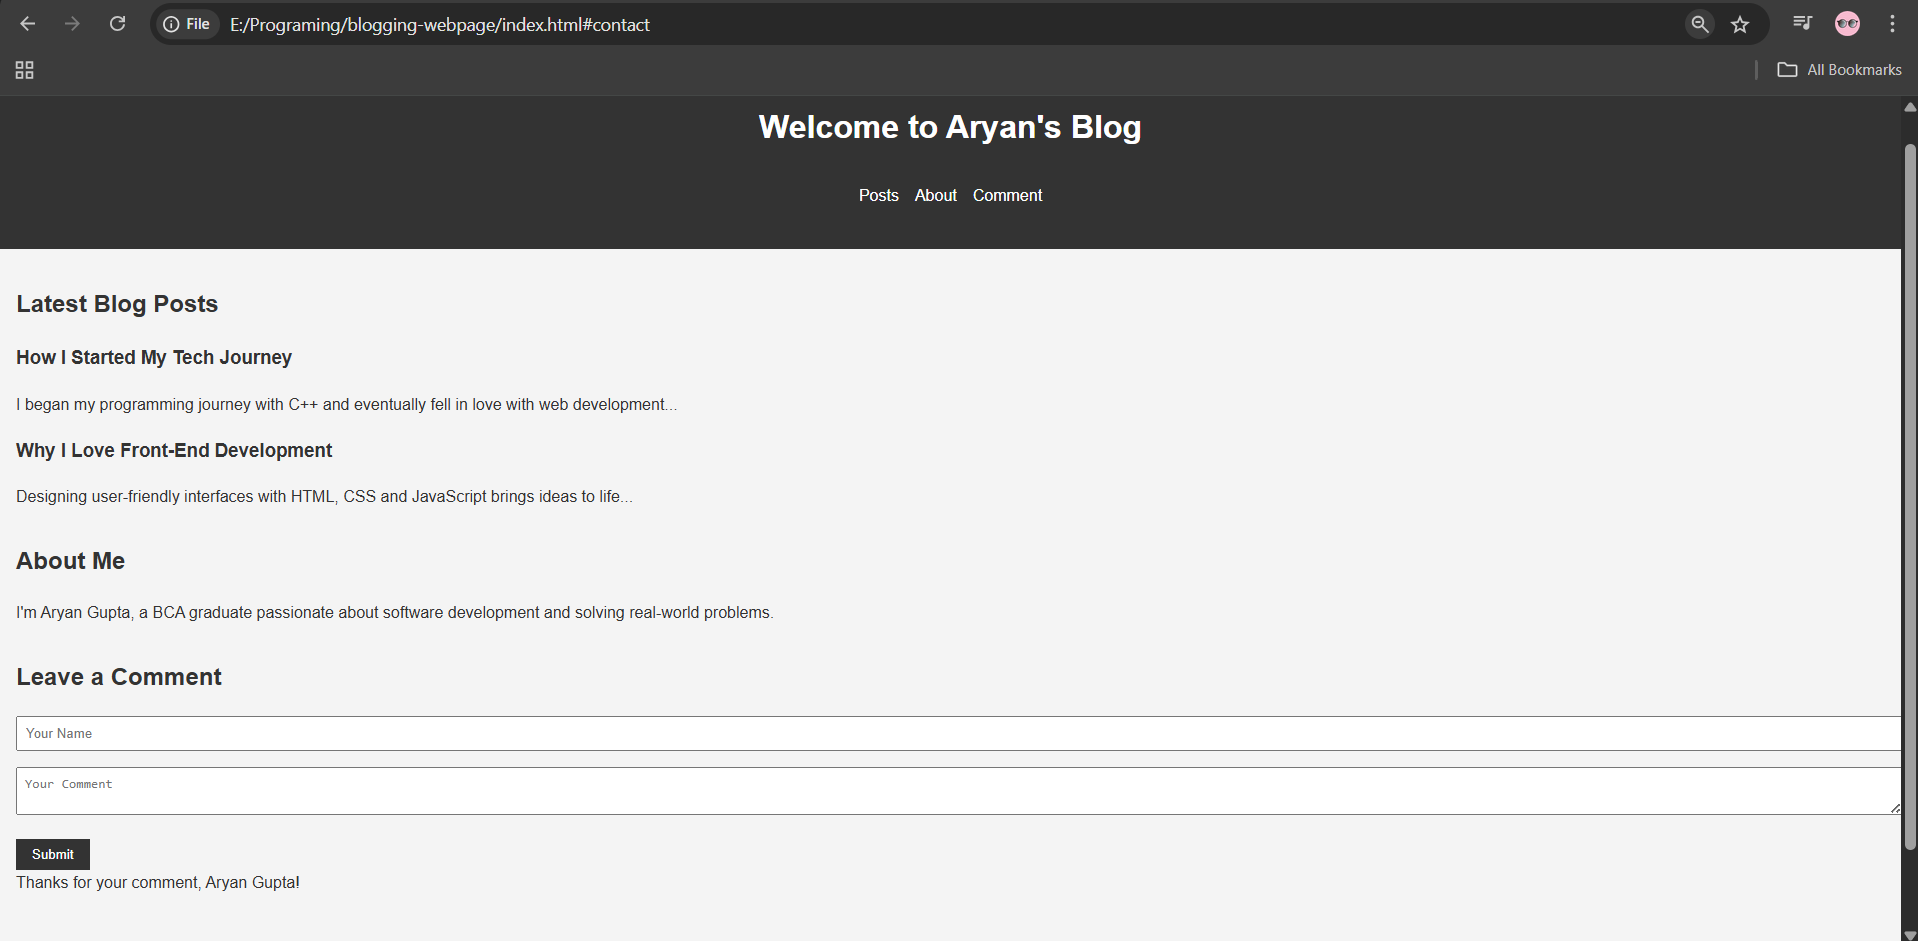 File E:/Programing/blogging-webpage/index.html#contact
All Bookmarks
Welcome to Aryan's Blog
Posts About Comment
Latest Blog Posts
How I Started My Tech Journey
I began my programming journey with C++ and eventually fell in love with web development...
Why I Love Front-End Development
Designing user-friendly interfaces with HTML, CSS and JavaScript brings ideas to life...
About Me
I'm Aryan Gupta, a BCA graduate passionate about software development and solving real-world problems.
Leave a Comment
Your Name
Your Comment
Submit
Thanks for your comment, Aryan Gupta!